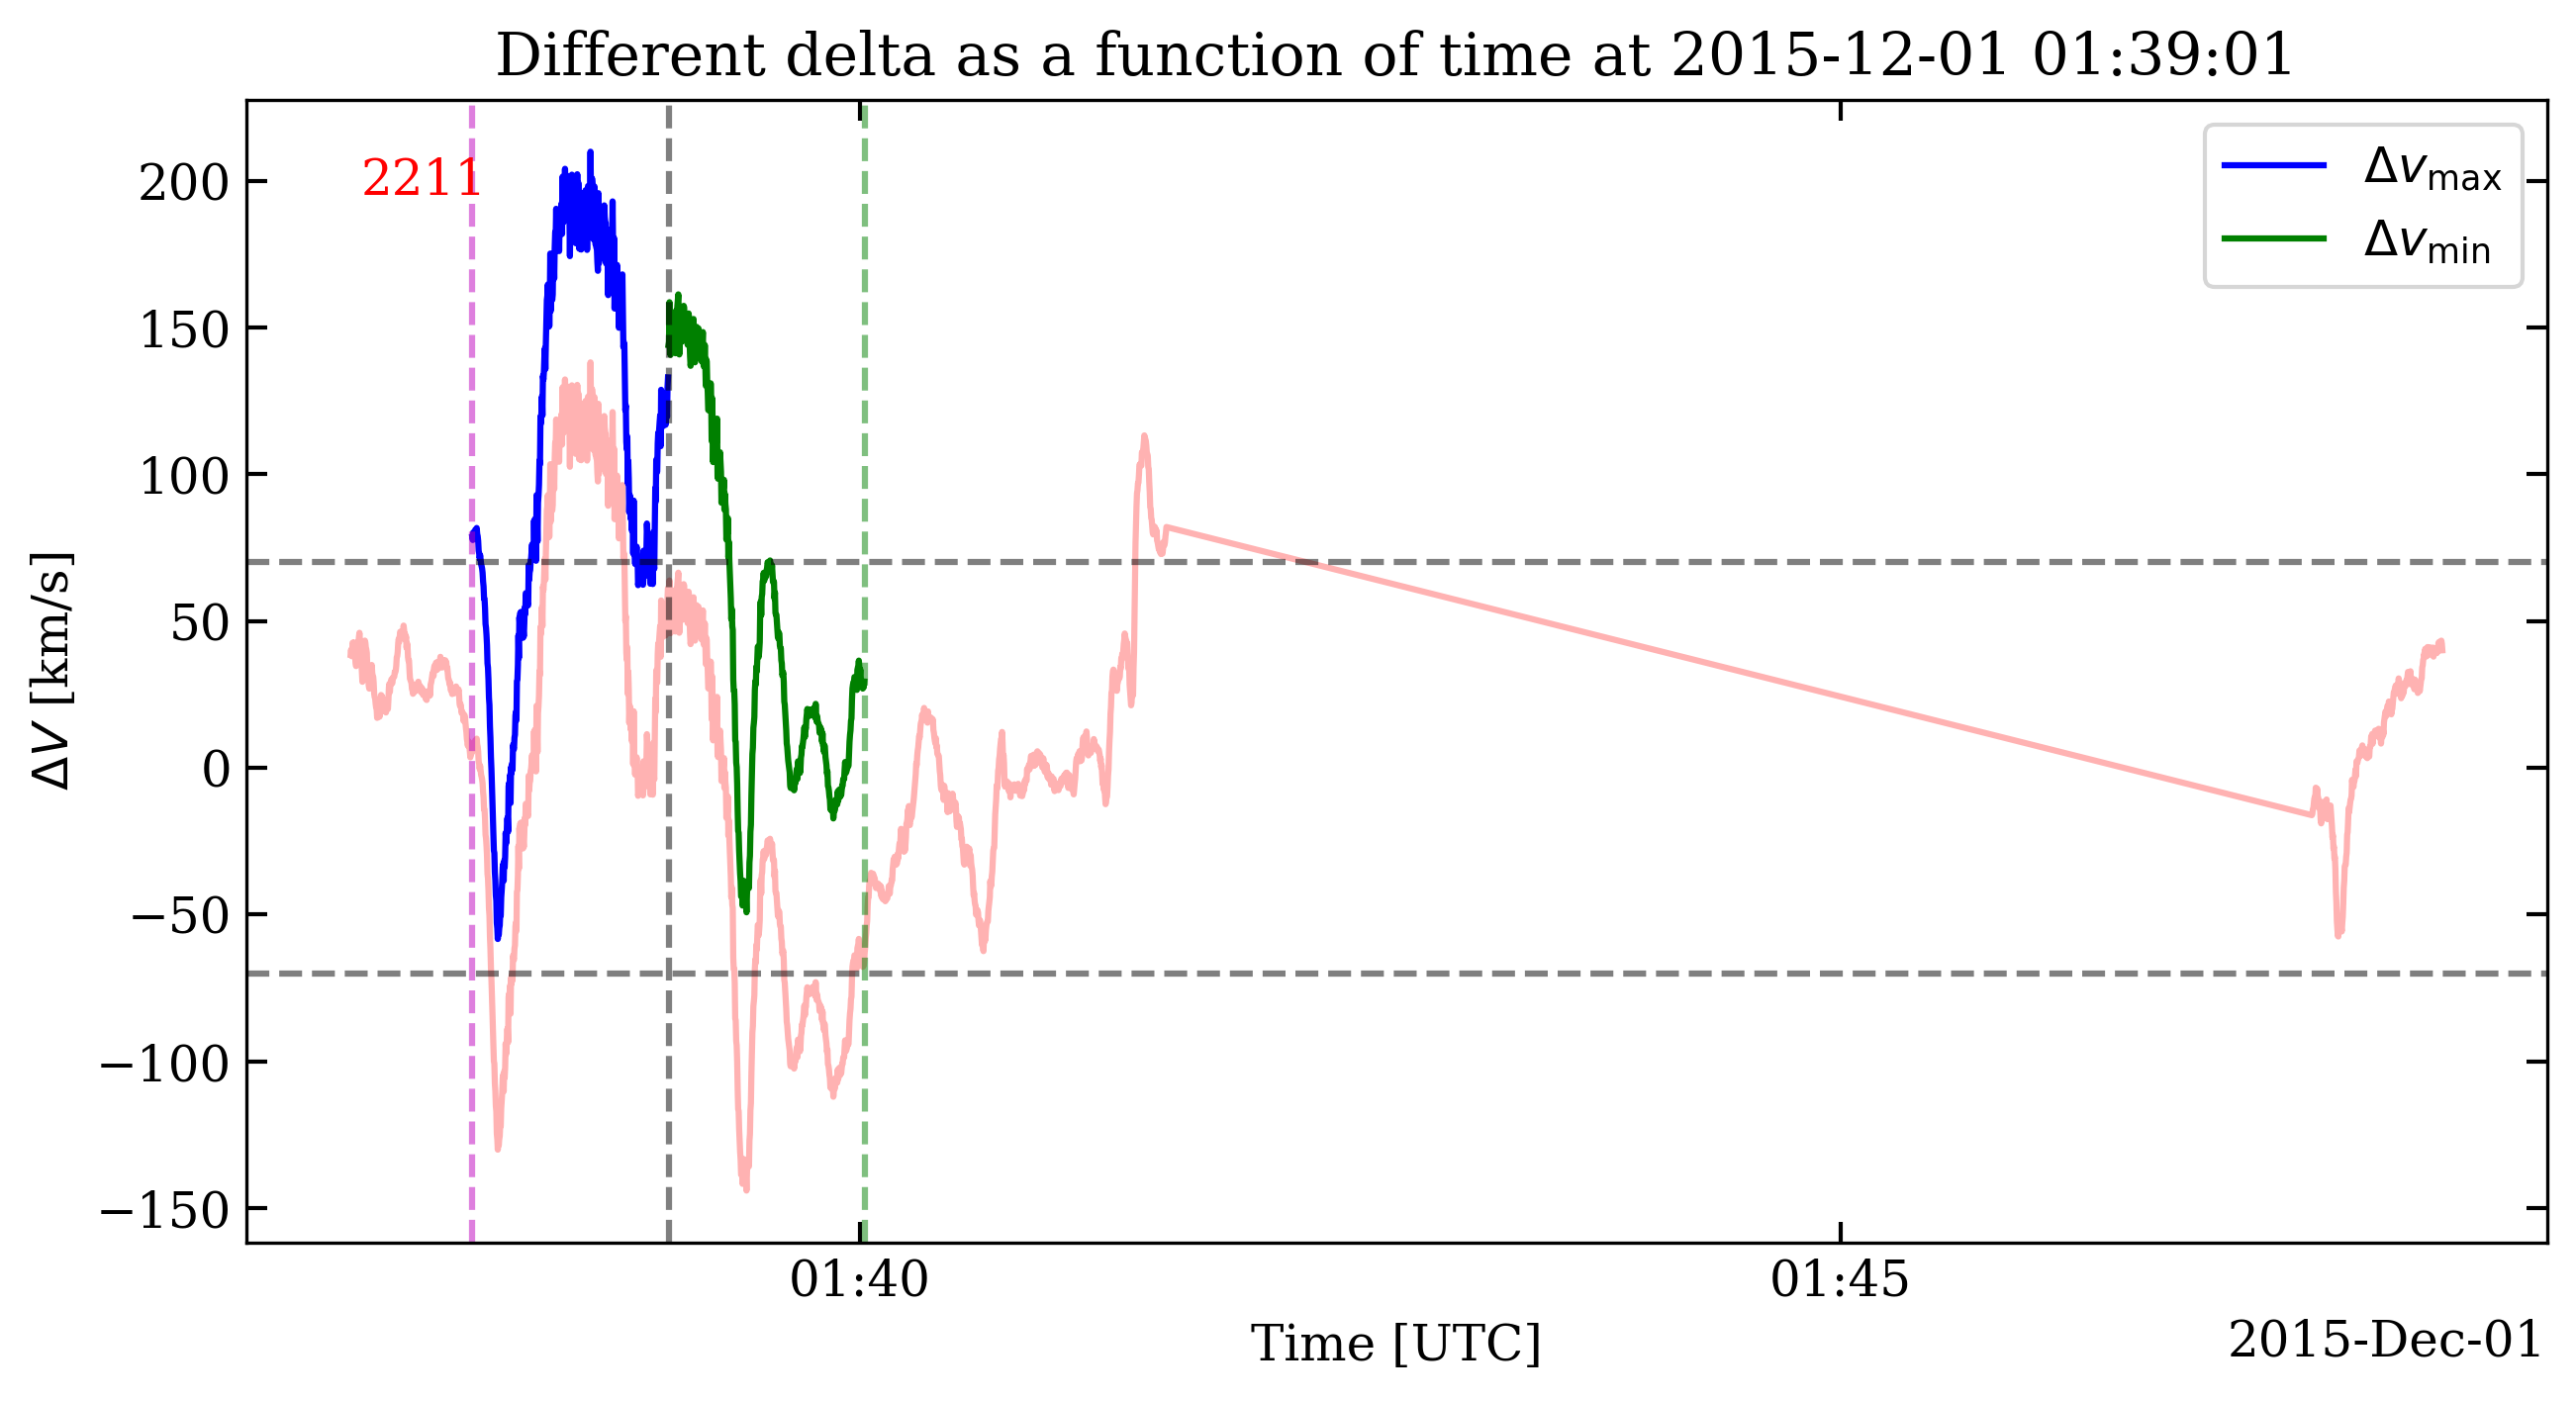 Different delta as a function of time at 2015-12-01 01:39:01
2211
Δv_max
Δv_min
200
150
100
50
0
−50
−100
−150
ΔV [km/s]
01:40
01:45
Time [UTC]
2015-Dec-01